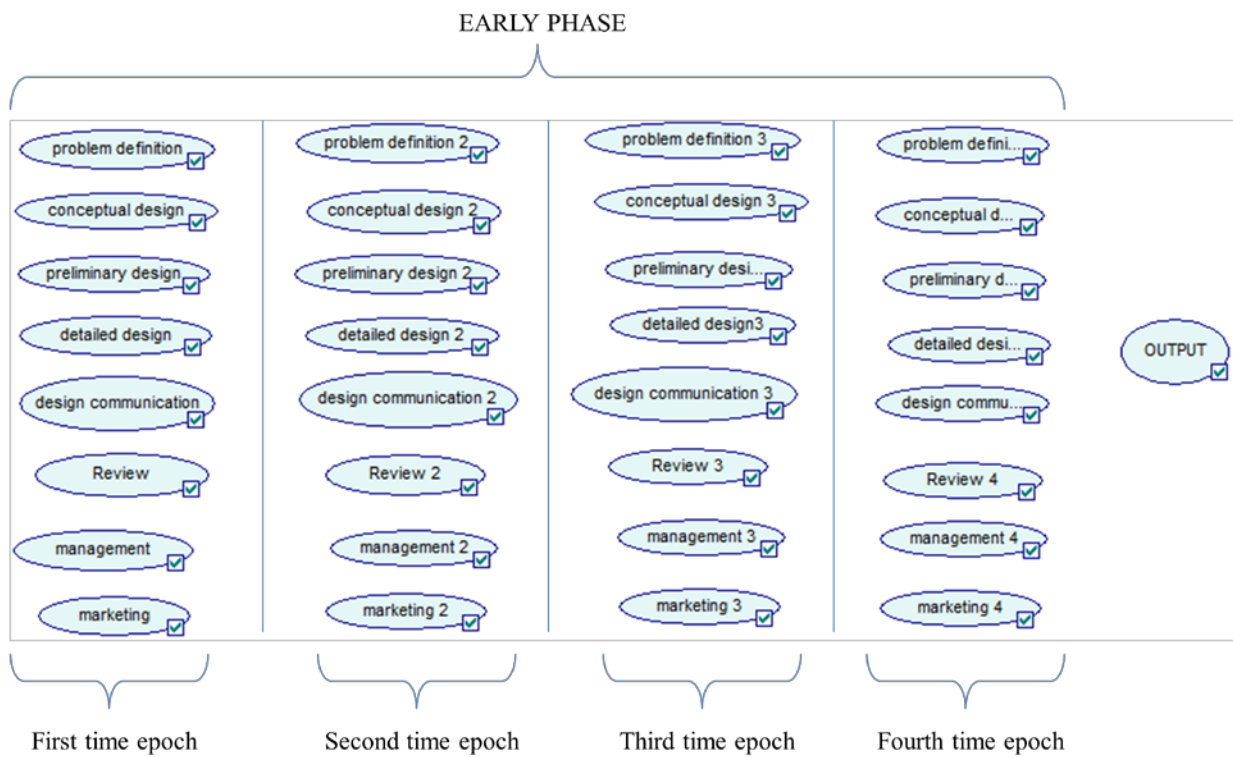 EARLY PHASE
problem definition
problem definition 2
problem definition 3
problem defini...
conceptual design
conceptual design 2
conceptual design 3
conceptual d...
preliminary design
preliminary design 2
preliminary desi...
preliminary d...
detailed design
detailed design 2
detailed design3
detailed desi...
OUTPUT
design communication
design communication 2
design communication 3
design commu...
Review
Review 2
Review 3
Review 4
management
management 2
management 3
management 4
marketing
marketing 2
marketing 3
marketing 4
First time epoch
Second time epoch
Third time epoch
Fourth time epoch